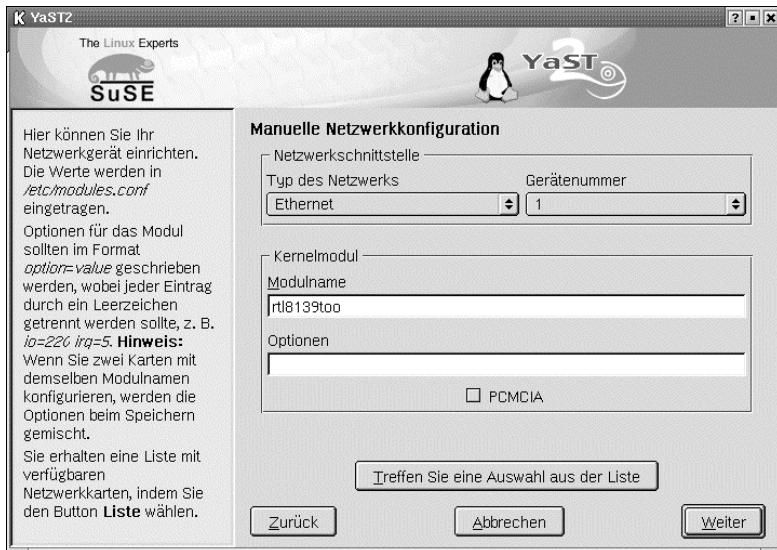 YaST2
The Linux Experts
SuSE
YaST
2
Hier können Sie Ihr
Netzwerkgerät einrichten.
Die Werte werden in
/etc/modules.conf
eingetragen.
Optionen für das Modul
sollten im Format
option=value geschrieben
werden, wobei jeder Eintrag
durch ein Leerzeichen
getrennt werden sollte, z. B.
io=220 irq=5. Hinweis:
Wenn Sie zwei Karten mit
demselben Modulnamen
konfigurieren, werden die
Optionen beim Speichern
gemischt.
Sie erhalten eine Liste mit
verfügbaren
Netzwerkkarten, indem Sie
den Button Liste wählen.
Manuelle Netzwerkkonfiguration
Netzwerkschnittstelle
Typ des Netzwerks
Gerätenummer
Ethernet
1
Kernelmodul
Modulname
rtl8139too
Optionen
PCMCIA
Treffen Sie eine Auswahl aus der Liste
Zurück
Abbrechen
Weiter